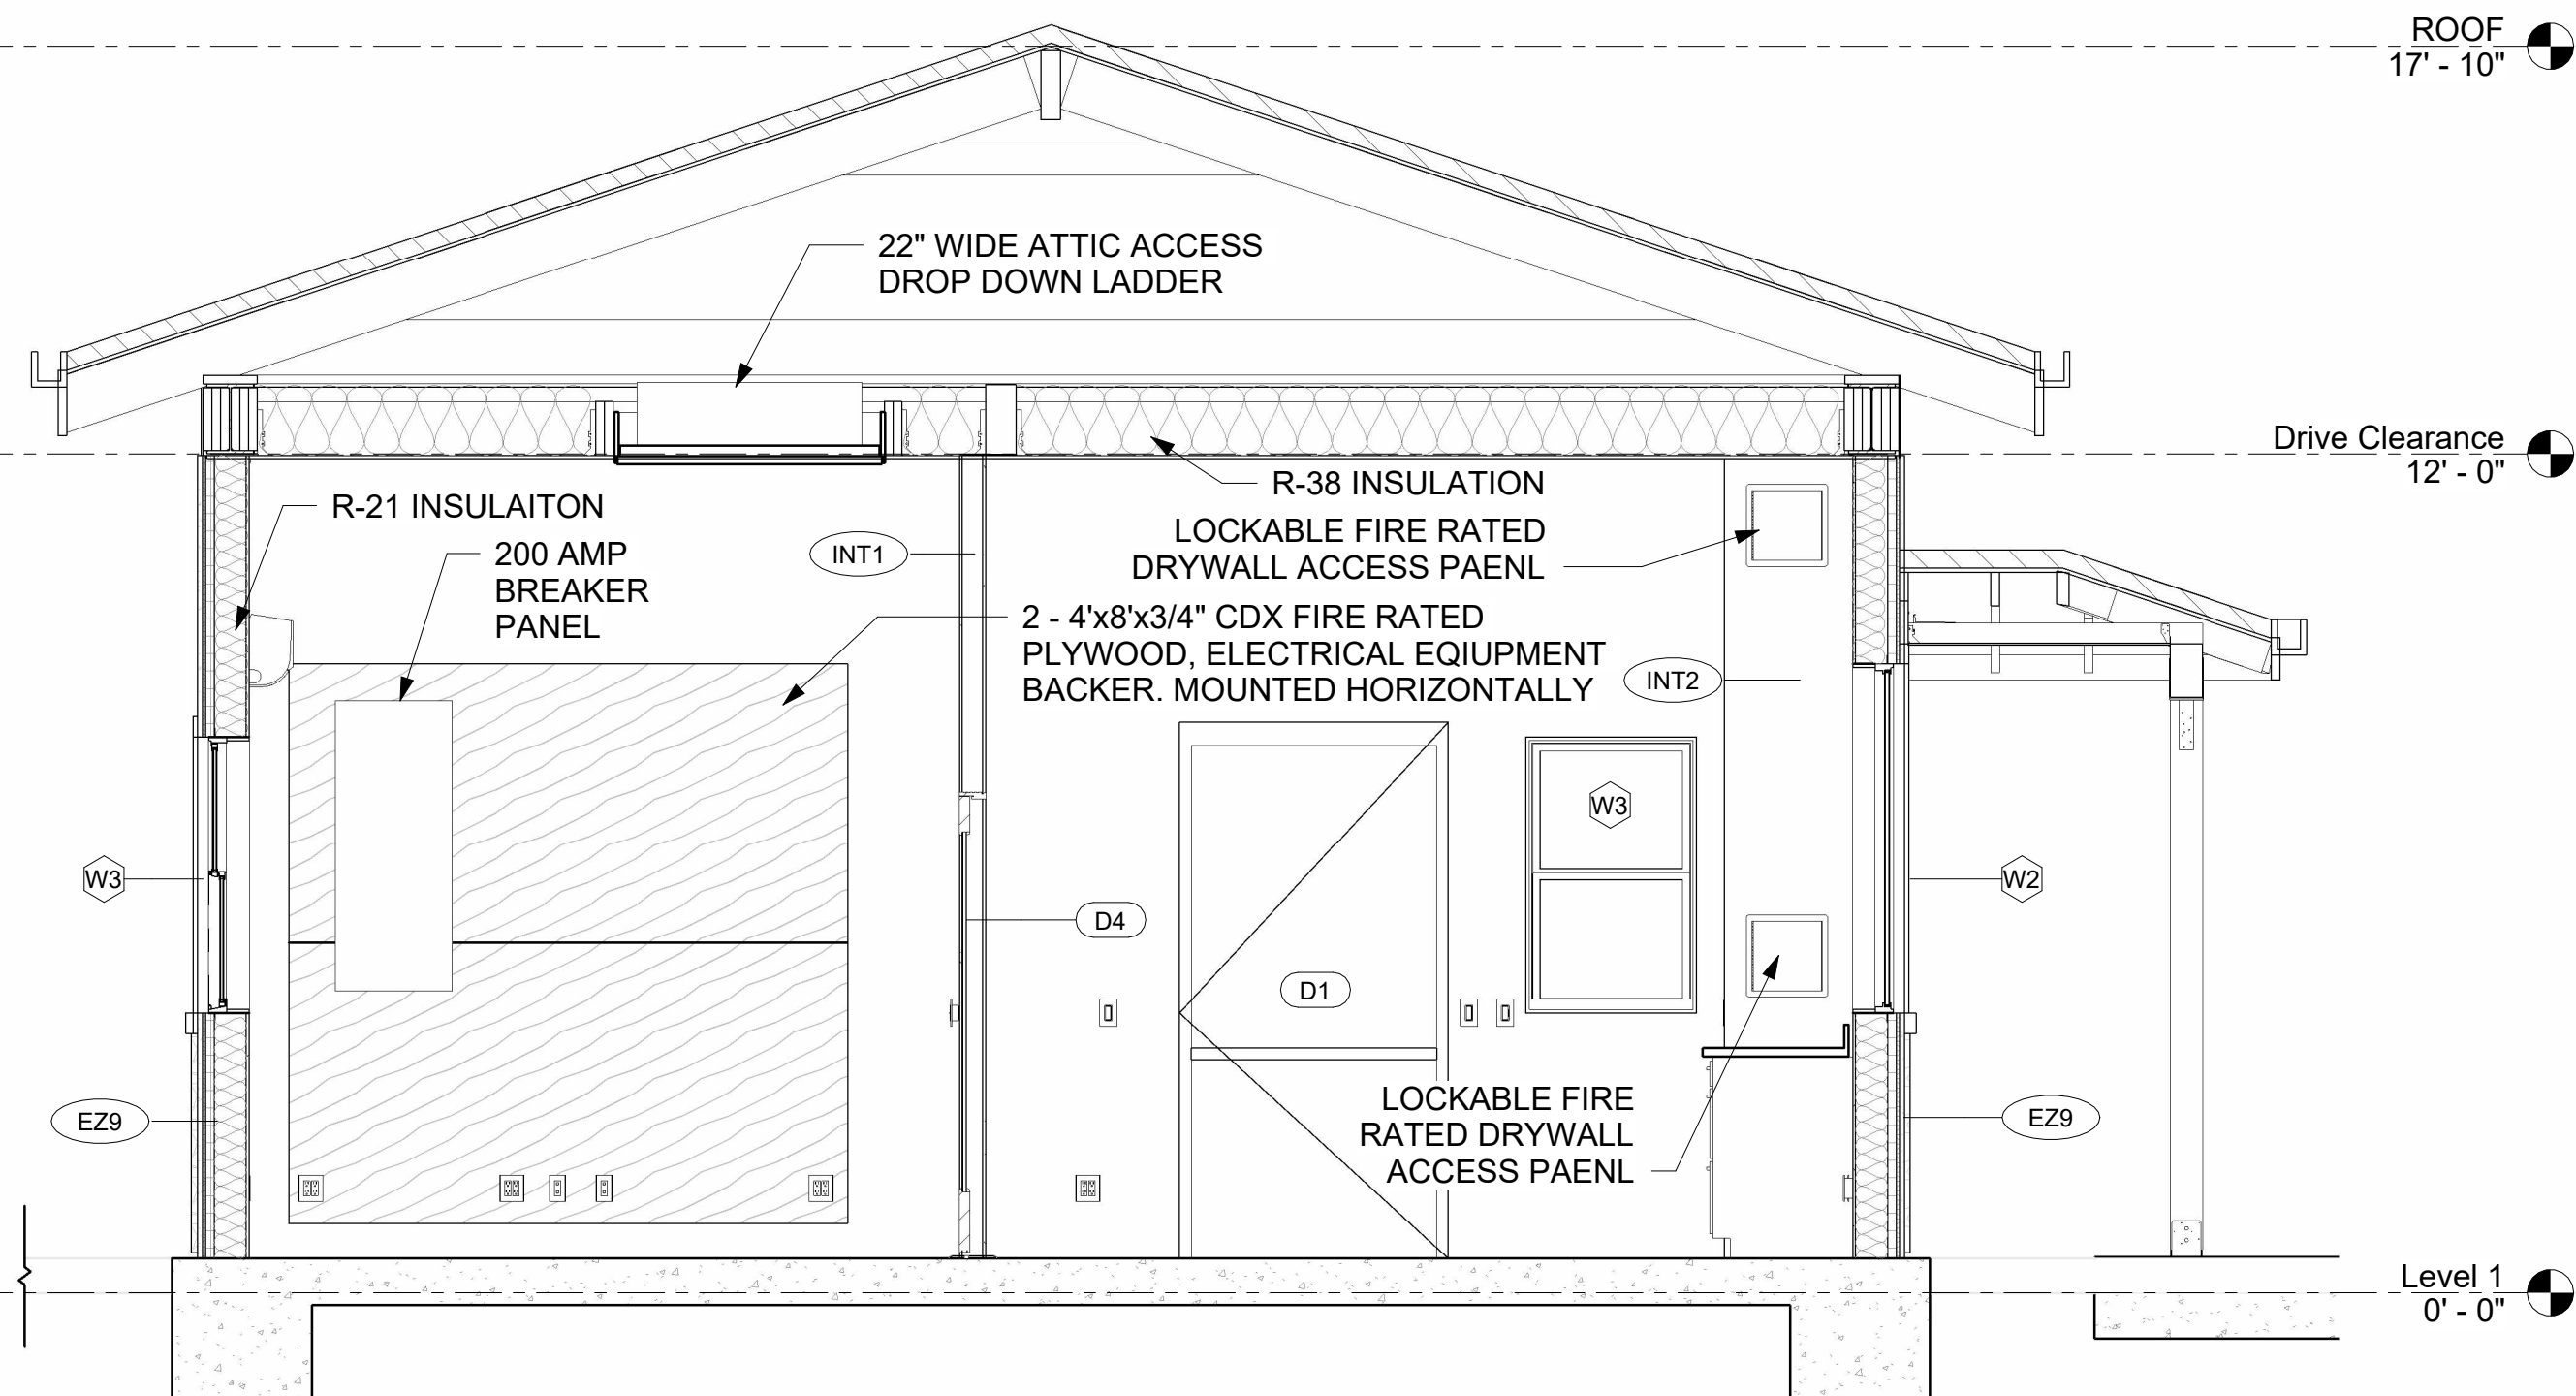 ROOF
17' - 10"
22" WIDE ATTIC ACCESS
DROP DOWN LADDER
Drive Clearance
12' - 0"
R-38 INSULATION
R-21 INSULAITON
LOCKABLE FIRE RATED
DRYWALL ACCESS PAENL
200 AMP
BREAKER
PANEL
INT1
2 - 4'x8'x3/4" CDX FIRE RATED
PLYWOOD, ELECTRICAL EQIUPMENT
BACKER. MOUNTED HORIZONTALLY
INT2
W3
W3
W2
D4
D1
LOCKABLE FIRE
RATED DRYWALL
ACCESS PAENL
EZ9
EZ9
Level 1
0' - 0"